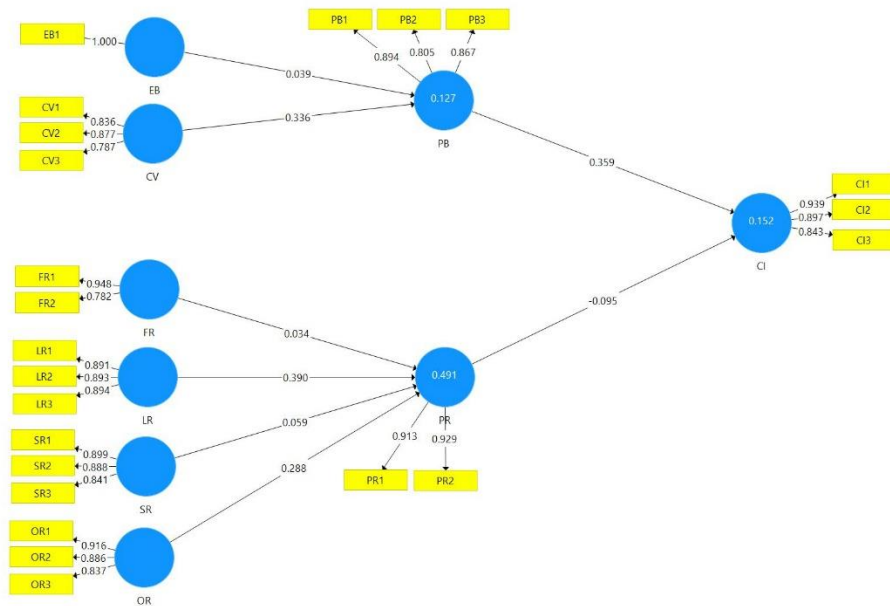 EB1
1.000
EB
CV1
CV2
CV3
0.836
0.877
0.787
CV
0.039
0.336
PB1
PB2
PB3
0.894
0.805
0.867
0.127
PB
0.359
FR1
FR2
0.948
0.782
FR
LR1
LR2
LR3
0.891
0.893
0.894
LR
SR1
SR2
SR3
0.899
0.888
0.841
SR
OR1
OR2
OR3
0.916
0.886
0.837
OR
0.034
0.390
0.059
0.288
0.491
PR
0.913
0.929
PR1
PR2
-0.095
0.152
CI
0.939
0.897
0.843
CI1
CI2
CI3